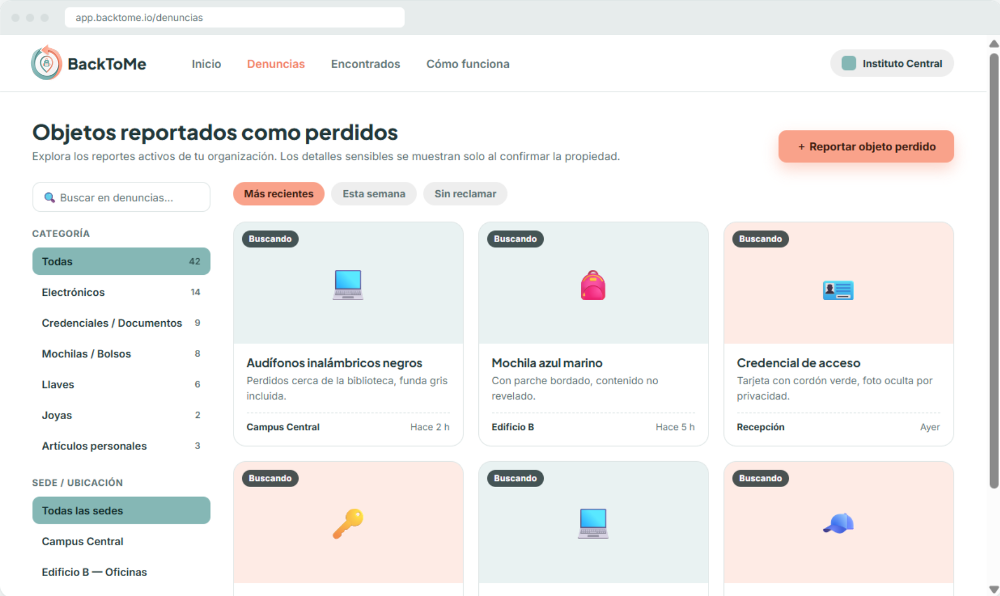 app.backtome.io/denuncias
BackToMe
Inicio
Denuncias
Encontrados
Cómo funciona
Instituto Central
Objetos reportados como perdidos
Explora los reportes activos de tu organización. Los detalles sensibles se muestran solo al confirmar la propiedad.
+ Reportar objeto perdido
Buscar en denuncias...
CATEGORÍA
Todas 42
Electrónicos 14
Credenciales / Documentos 9
Mochilas / Bolsos 8
Llaves 6
Joyas 2
Artículos personales 3
SEDE / UBICACIÓN
Todas las sedes
Campus Central
Edificio B — Oficinas
Más recientes
Esta semana
Sin reclamar
Buscando
Audífonos inalámbricos negros
Perdidos cerca de la biblioteca, funda gris
incluida.
Campus Central Hace 2 h
Buscando
Mochila azul marino
Con parche bordado, contenido no
revelado.
Edificio B Hace 5 h
Buscando
Credencial de acceso
Tarjeta con cordón verde, foto oculta por
privacidad.
Recepción Ayer
Buscando
Buscando
Buscando